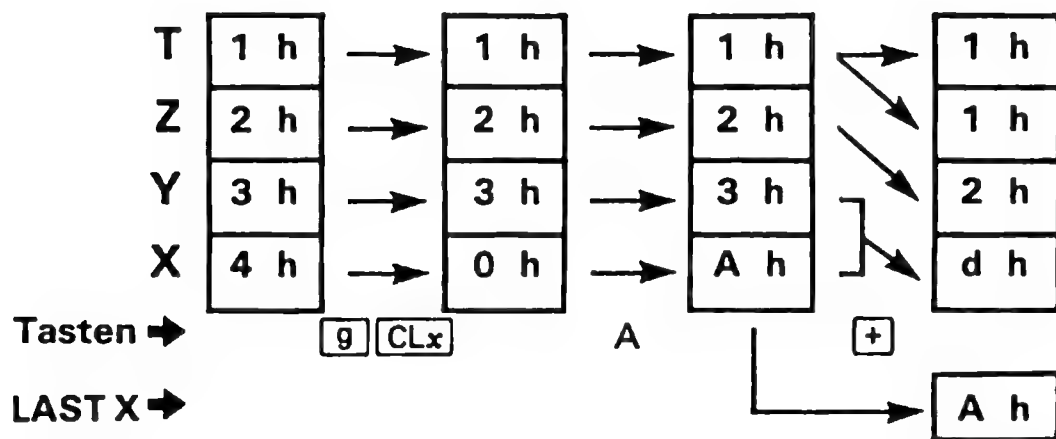 T 1 h 1 h 1 h 1 h
Z 2 h 2 h 2 h 1 h
Y 3 h 3 h 3 h 2 h
X 4 h 0 h A h d h
Tasten g CLx A +
LAST X A h